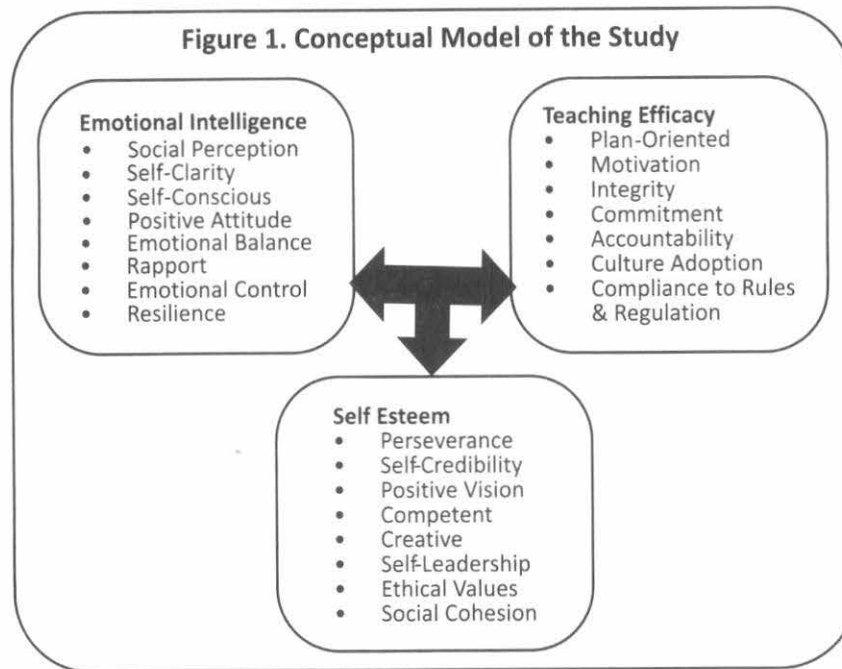 Figure 1. Conceptual Model of the Study
Emotional Intelligence
• Social Perception
• Self-Clarity
• Self-Conscious
• Positive Attitude
• Emotional Balance
• Rapport
• Emotional Control
• Resilience
Teaching Efficacy
• Plan-Oriented
• Motivation
• Integrity
• Commitment
• Accountability
• Culture Adoption
• Compliance to Rules
& Regulation
Self Esteem
• Perseverance
• Self-Credibility
• Positive Vision
• Competent
• Creative
• Self-Leadership
• Ethical Values
• Social Cohesion